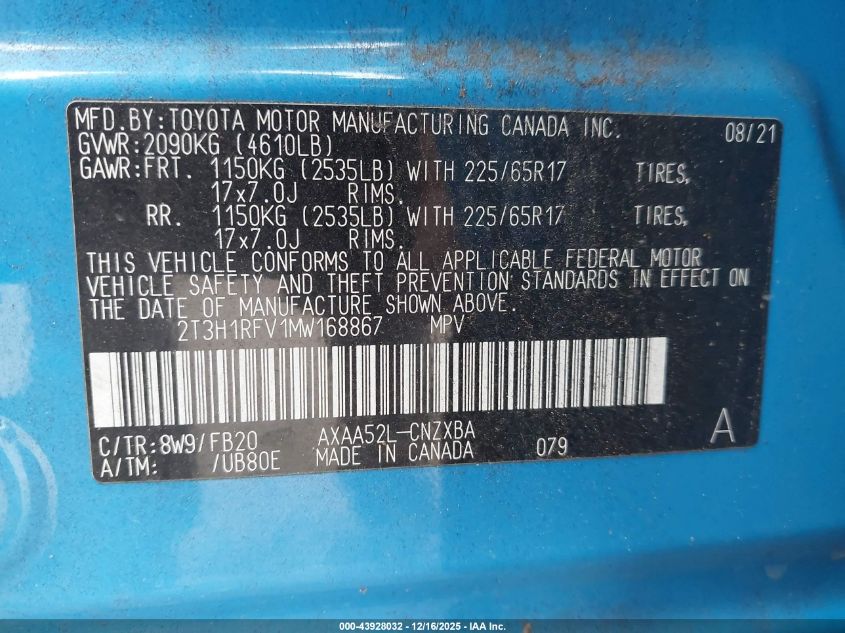 MFD.BY:TOYOTA MOTOR MANUFACTURING CANADA INC. 08/21
GVWR:2090KG (4610LB)
GAWR:FRT. 1150KG (2535LB) WITH 225/65R17 TIRES,
17x7.0J RIMS.
RR. 1150KG (2535LB) WITH 225/65R17 TIRES,
17x7.0J RIMS.
THIS VEHICLE CONFORMS TO ALL APPLICABLE FEDERAL MOTOR
VEHICLE SAFETY AND THEFT PREVENTION STANDARDS IN EFFECT ON
THE DATE OF MANUFACTURE SHOWN ABOVE.
2T3H1RFV1MW168867 MPV
C/TR:8W9/FB20 AXAA52L-CNZXBA A
A/TM: /UB80E MADE IN CANADA 079
000-43928032 - 12/16/2025 - IAA Inc.